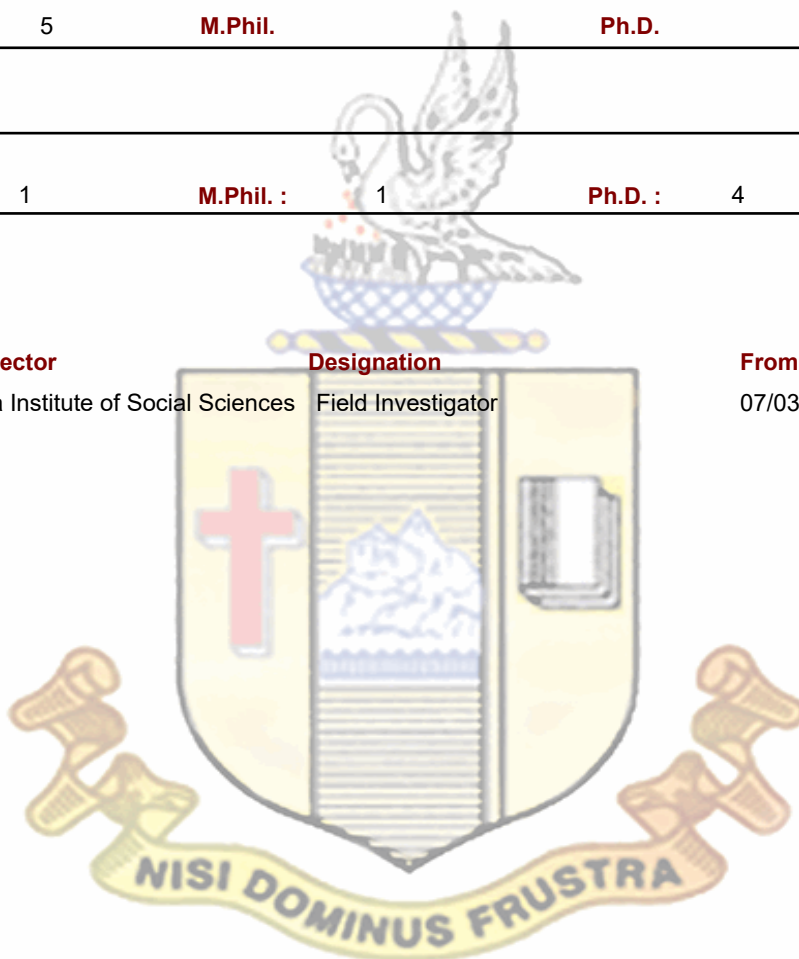 5 M.Phil. Ph.D.
1 M.Phil. : 1 Ph.D. : 4
ector Designation From
a Institute of Social Sciences Field Investigator 07/03
NISI DOMINUS FRUSTRA